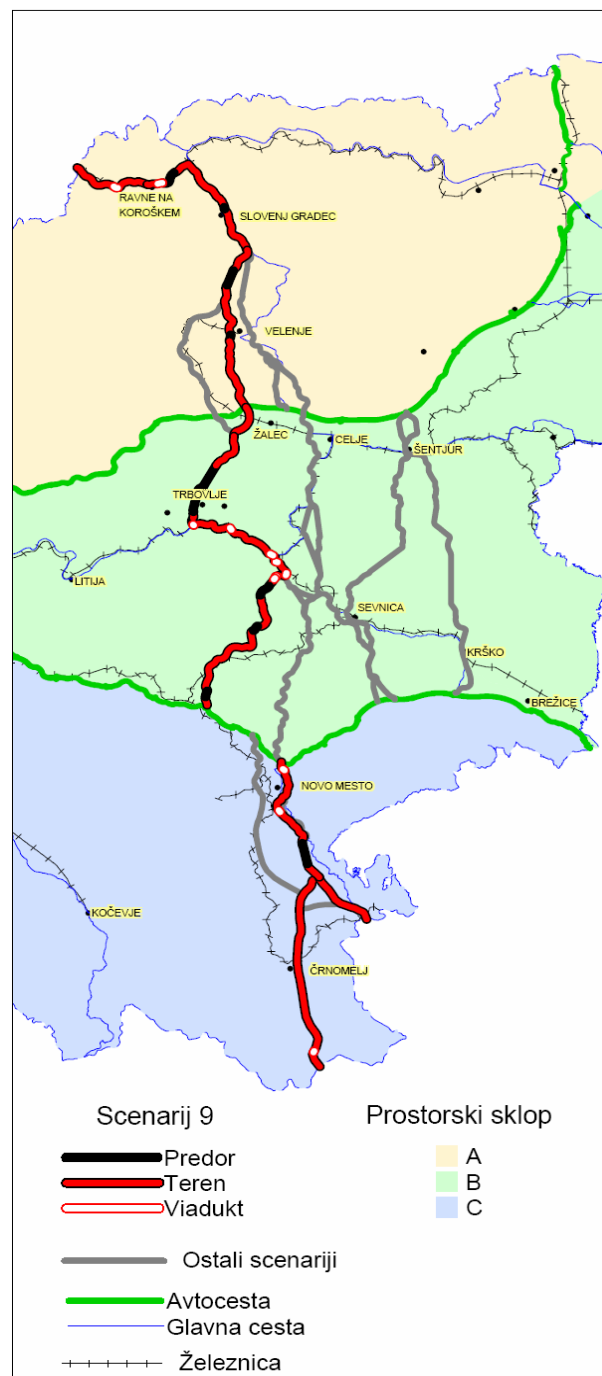 RAVNE NA
KOROŠKEM
SLOVENJ GRADEC
VELENJE
ŽALEC
CELJE
ŠENTJUR
TRBOVLJE
LITIJA
SEVNICA
KRŠKO
BREŽICE
NOVO MESTO
KOČEVJE
ČRNOMELJ
Scenarij 9
Predor
Teren
Viadukt
Ostali scenariji
Avtocesta
Glavna cesta
Železnica
Prostorski sklop
A
B
C